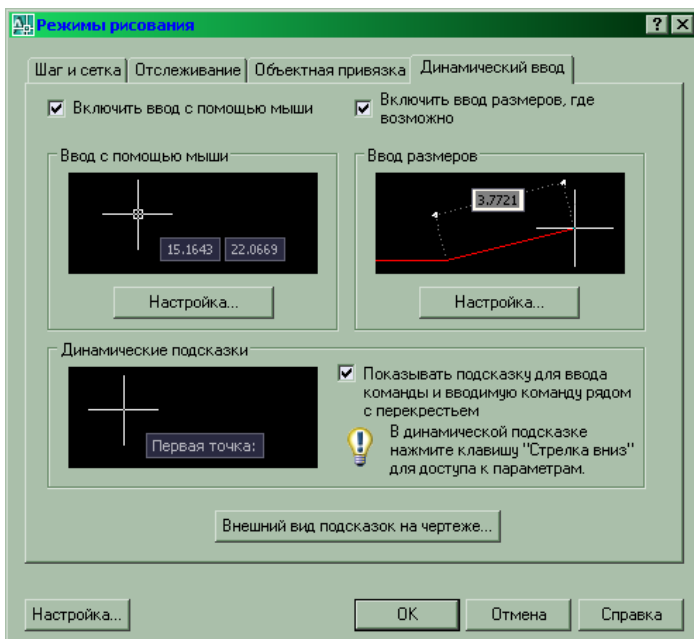 Режимы рисования
Шаг и сетка Отслеживание Объектная привязка Динамический ввод
Включить ввод с помощью мыши
Включить ввод размеров, где
возможно
Ввод с помощью мыши
15.1643 22.0669
Настройка...
Ввод размеров
3.7721
Настройка...
Динамические подсказки
Первая точка:
Показывать подсказку для ввода
команды и вводимую команду рядом
с перекрестьем
В динамической подсказке
нажмите клавишу "Стрелка вниз"
для доступа к параметрам.
Внешний вид подсказок на чертеже...
Настройка... OK Отмена Справка